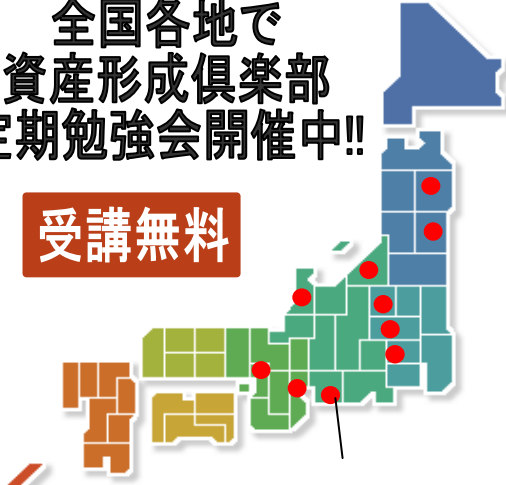 全国各地で
資産形成倶楽部
定期勉強会開催中!!
受講無料